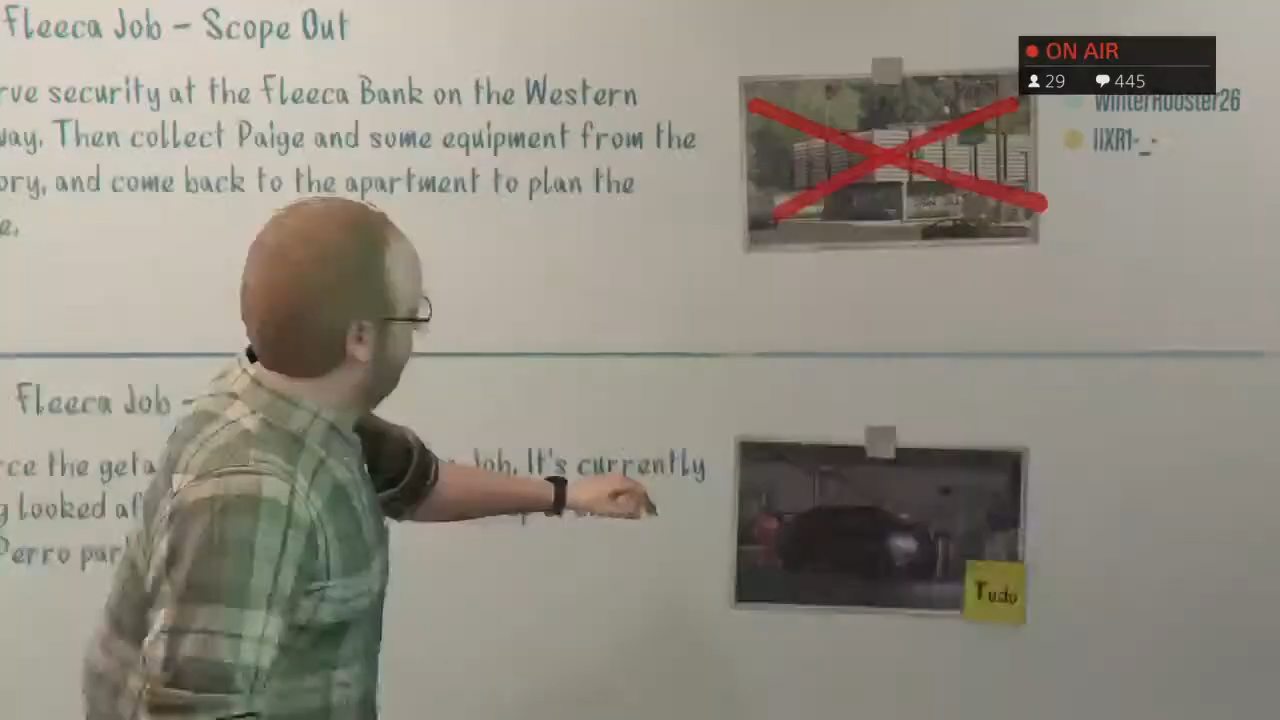 Fleeca Job - Scope Out
rve security at the Fleeca Bank on the Western
way. Then collect Paige and some equipment from the
ory, and come back to the apartment to plan the
e.
ON AIR
29 445
WinterRooster26
IIXR1-_-
Fleeca Job -
rce the geta Job. It's currently
g looked af
Perro par
Tudo